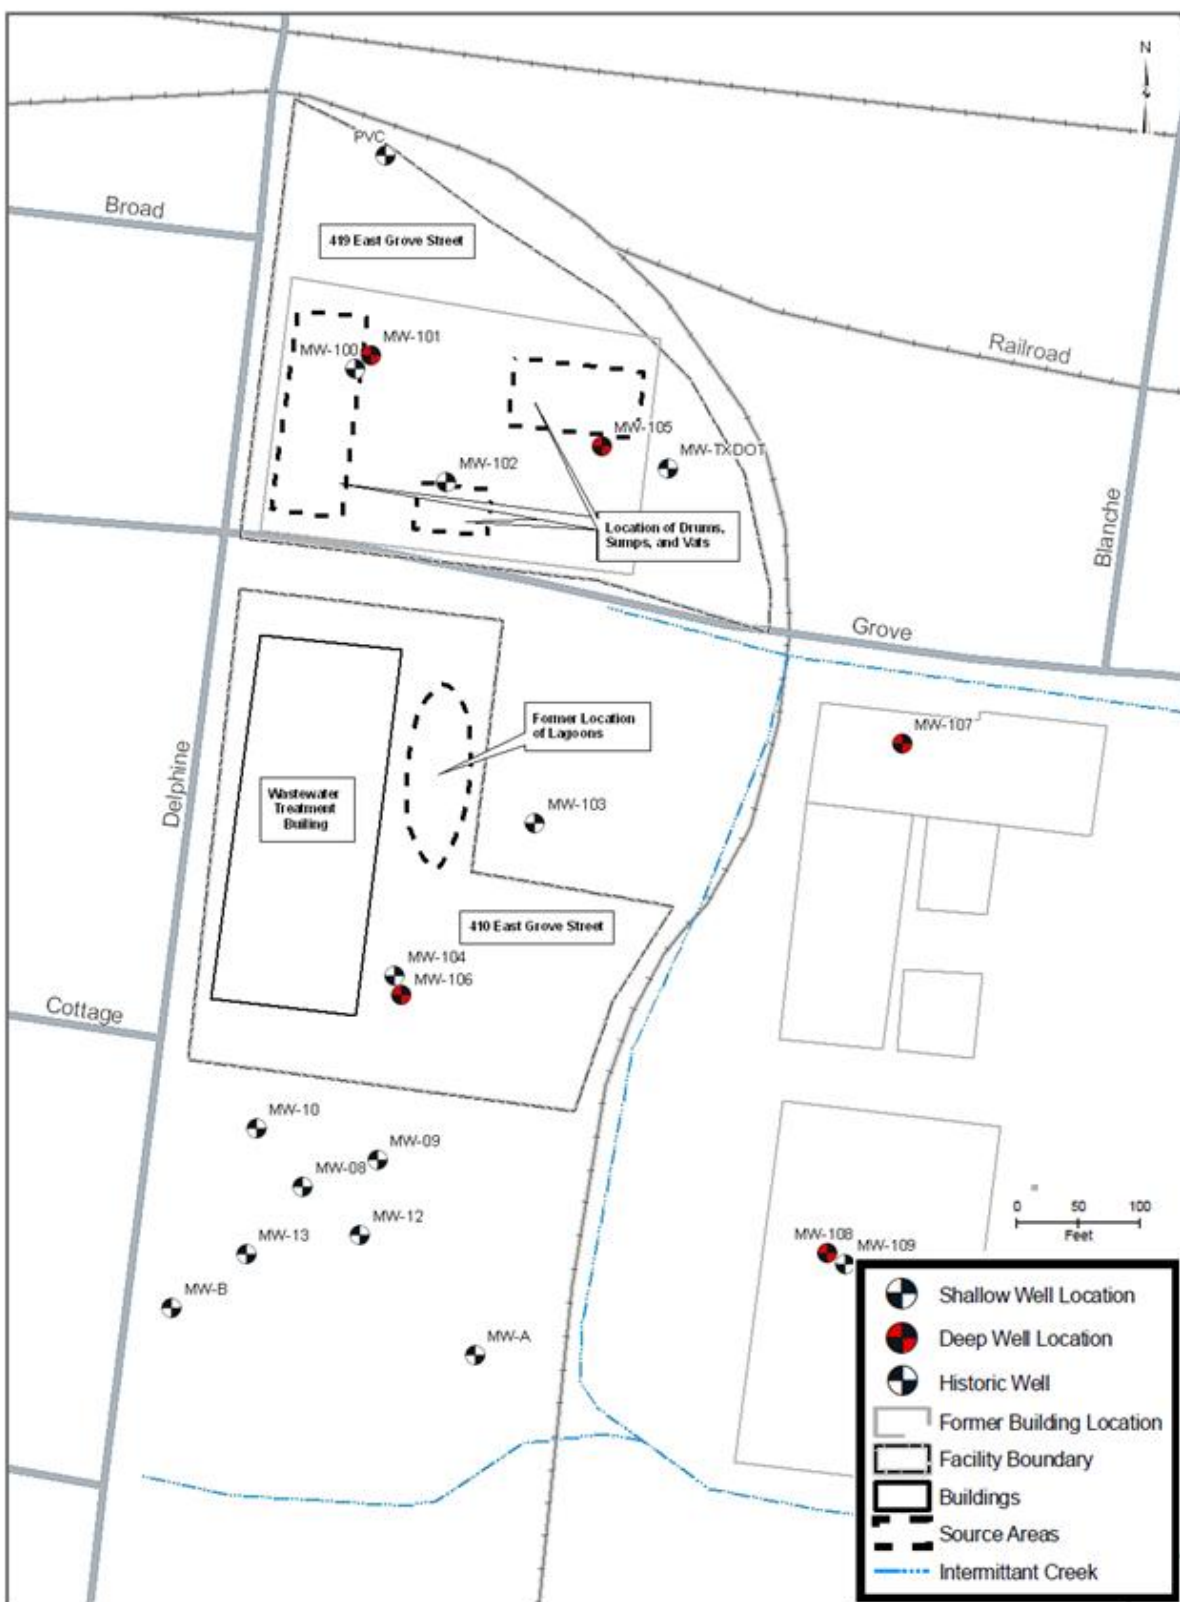 N
PVC
Broad
419 East Grove Street
Railroad
MW-101
MW-100
MW-105
MW-TXDOT
MW-102
Location of Drums,
Sumps, and Vats
Blanche
Grove
Former Location
of Lagoons
MW-107
Delphine
Wastewater
Treatment
Builing
MW-103
410 East Grove Street
MW-104
MW-106
Cottage
MW-10
MW-09
MW-08
MW-12
MW-13
MW-B
MW-A
0 50 100
Feet
MW-108
MW-109
Shallow Well Location
Deep Well Location
Historic Well
Former Building Location
Facility Boundary
Buildings
Source Areas
Intermittant Creek